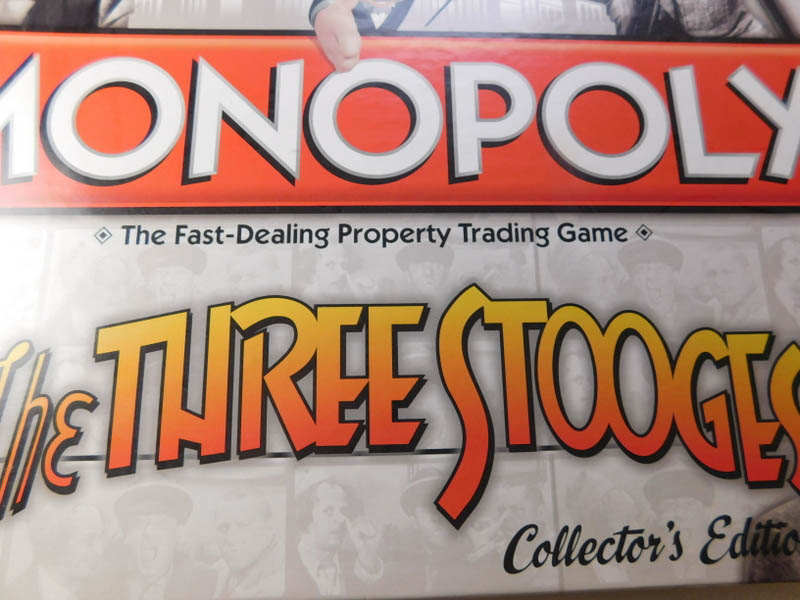 MONOPOLY
The Fast-Dealing Property Trading Game
The THREE STOOGES
Collector's Edition